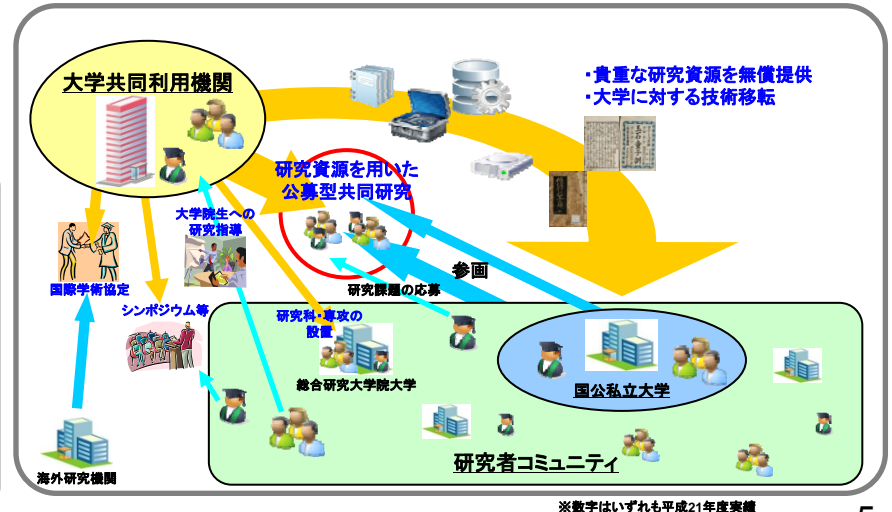 大学共同利用機関
・貴重な研究資源を無償提供
・大学に対する技術移転
研究資源を用いた
公募型共同研究
大学院生への
研究指導
国際学術協定
シンポジウム等
参画
研究課題の応募
研究科・専攻の
設置
総合研究大学院大学
国公私立大学
海外研究機関
研究者コミュニティ
※数字はいずれも平成21年度実績